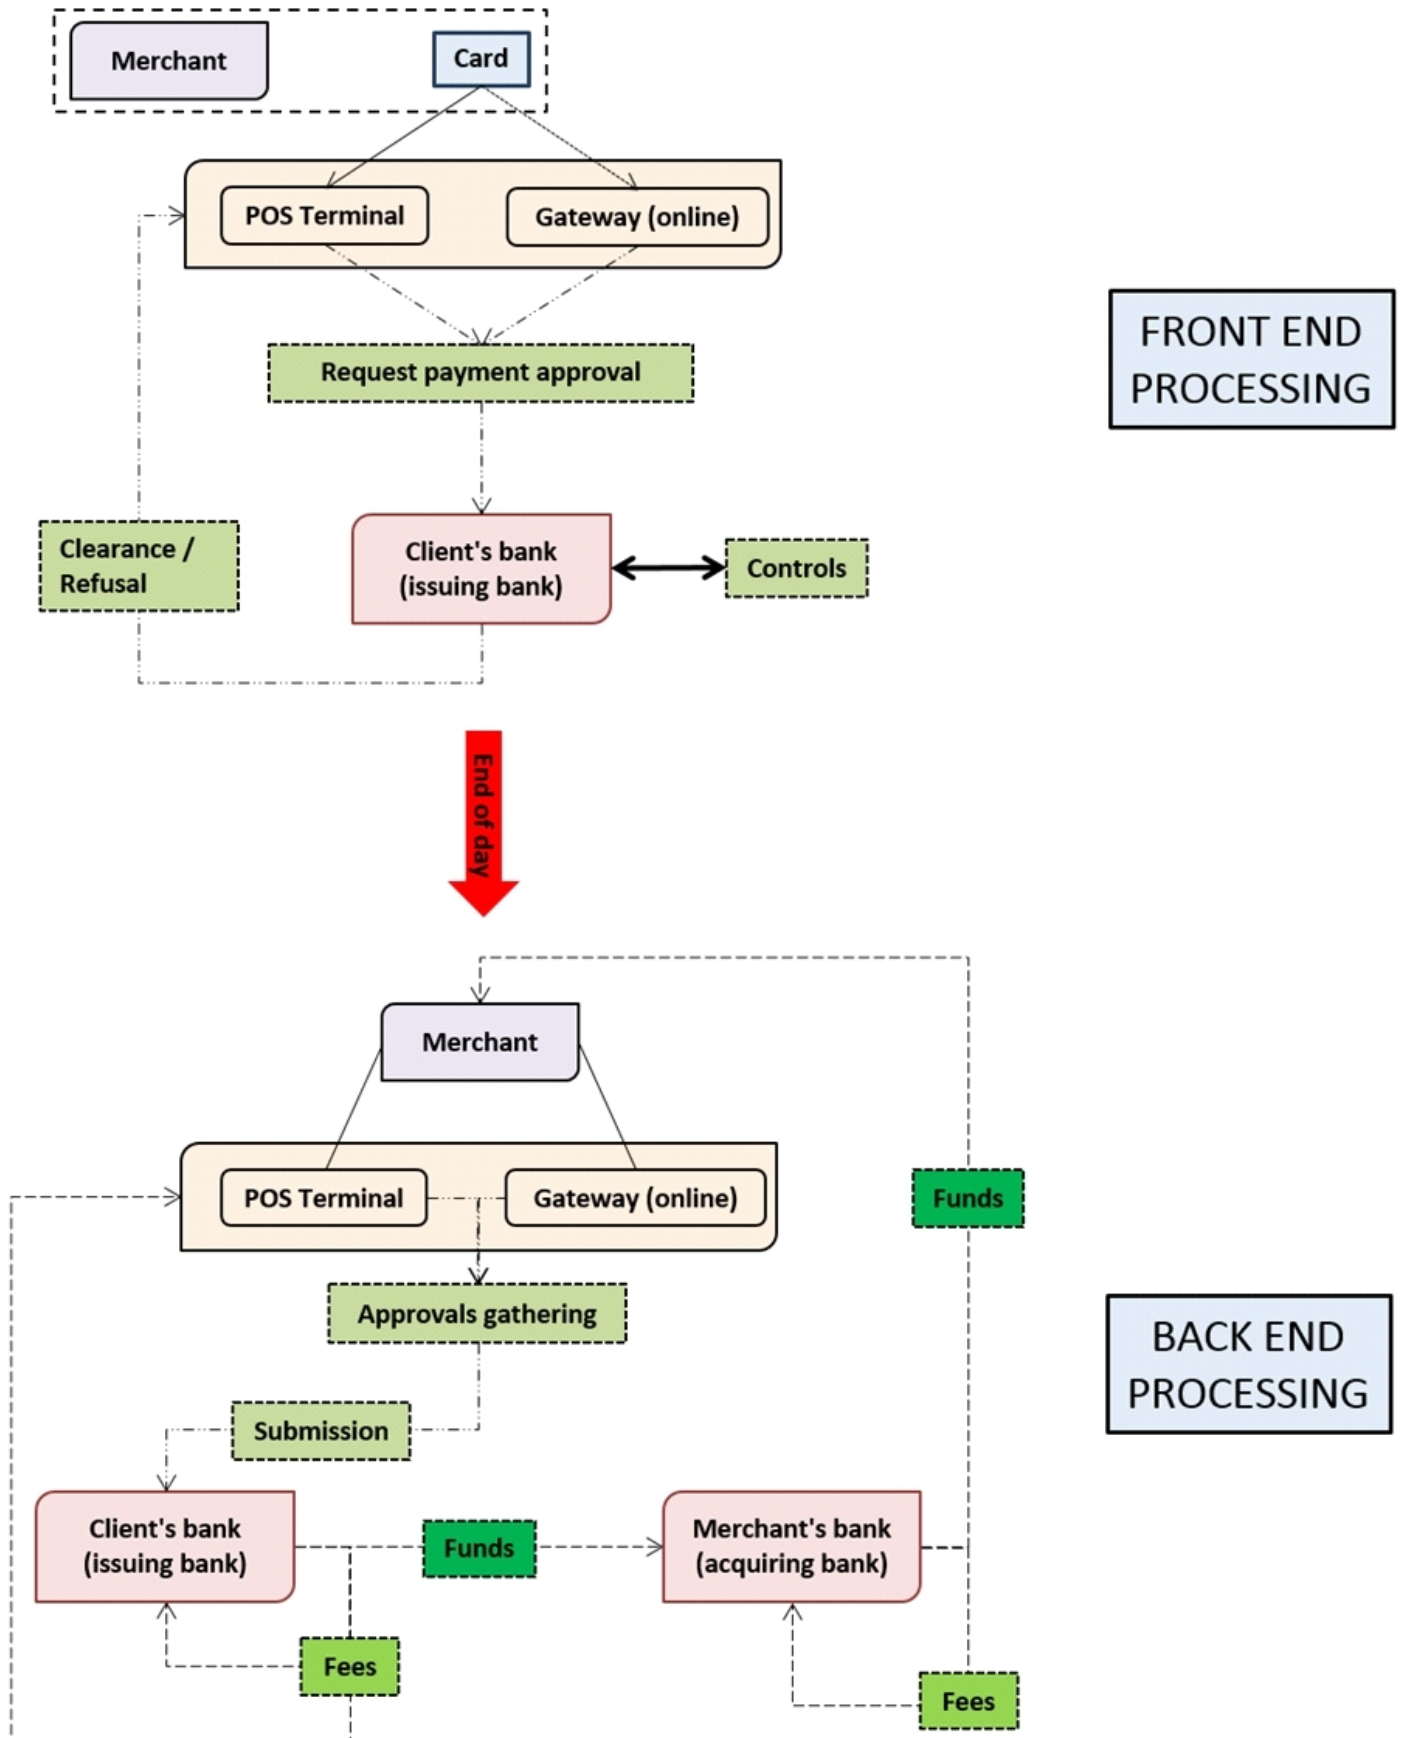 Merchant
Card
POS Terminal
Gateway (online)
Request payment approval
FRONT END
PROCESSING
Clearance /
Refusal
Client's bank
(issuing bank)
Controls
End of day
Merchant
POS Terminal
Gateway (online)
Funds
Approvals gathering
BACK END
PROCESSING
Submission
Client's bank
(issuing bank)
Funds
Merchant's bank
(acquiring bank)
Fees
Fees